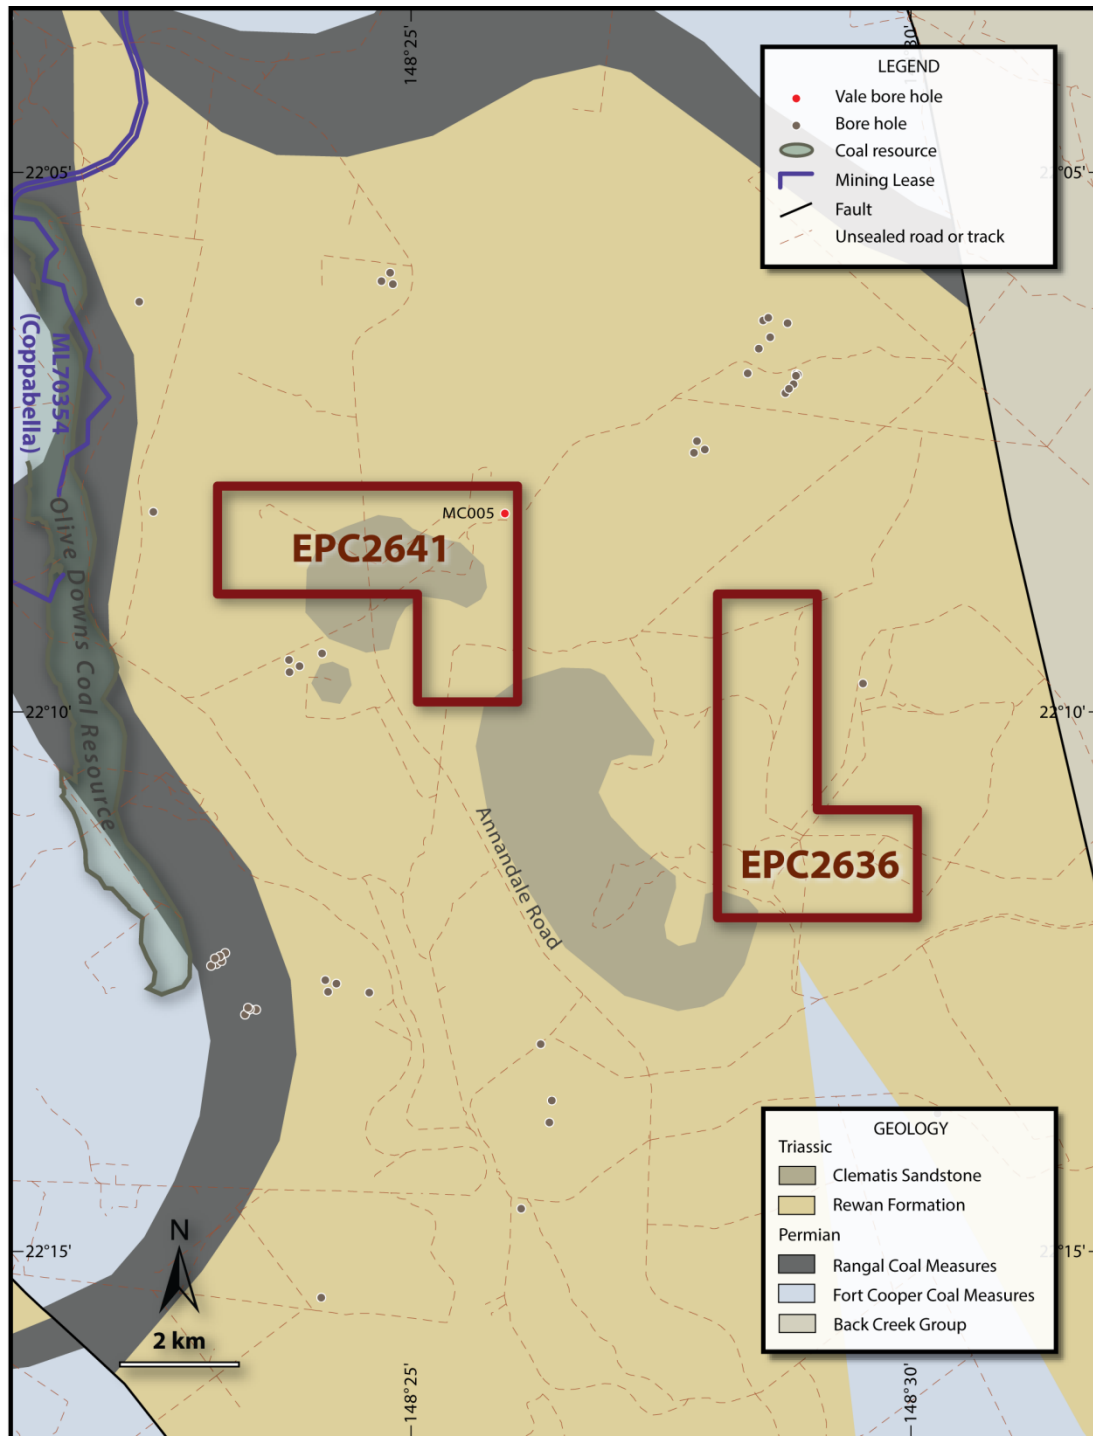 148°25'
30'
LEGEND
Vale bore hole
Bore hole
Coal resource
Mining Lease
Fault
Unsealed road or track
22°05'
22°05'
ML70354
(Coppabella)
MC005
EPC2641
Olive Downs Coal Resource
22°10'
22°10'
Annandale Road
EPC2636
GEOLOGY
Triassic
Clematis Sandstone
Rewan Formation
Permian
Rangal Coal Measures
Fort Cooper Coal Measures
Back Creek Group
22°15'
22°15'
N
2 km
148°25'
148°30'